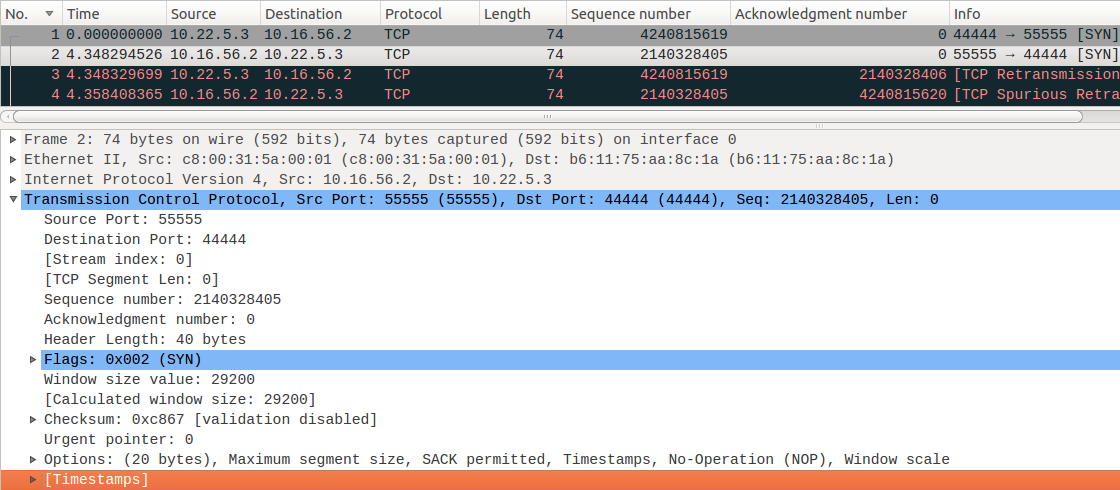 No. Time Source Destination Protocol Length Sequence number Acknowledgment number Info
1 0.000000000 10.22.5.3 10.16.56.2 TCP 74 4240815619 0 44444 → 55555 [SYN]
2 4.348294526 10.16.56.2 10.22.5.3 TCP 74 2140328405 0 55555 → 44444 [SYN]
3 4.348329699 10.22.5.3 10.16.56.2 TCP 74 4240815619 2140328406 [TCP Retransmission
4 4.358408365 10.16.56.2 10.22.5.3 TCP 74 2140328405 4240815620 [TCP Spurious Retra
Frame 2: 74 bytes on wire (592 bits), 74 bytes captured (592 bits) on interface 0
Ethernet II, Src: c8:00:31:5a:00:01 (c8:00:31:5a:00:01), Dst: b6:11:75:aa:8c:1a (b6:11:75:aa:8c:1a)
Internet Protocol Version 4, Src: 10.16.56.2, Dst: 10.22.5.3
Transmission Control Protocol, Src Port: 55555 (55555), Dst Port: 44444 (44444), Seq: 2140328405, Len: 0
Source Port: 55555
Destination Port: 44444
[Stream index: 0]
[TCP Segment Len: 0]
Sequence number: 2140328405
Acknowledgment number: 0
Header Length: 40 bytes
Flags: 0x002 (SYN)
Window size value: 29200
[Calculated window size: 29200]
Checksum: 0xc867 [validation disabled]
Urgent pointer: 0
Options: (20 bytes), Maximum segment size, SACK permitted, Timestamps, No-Operation (NOP), Window scale
[Timestamps]